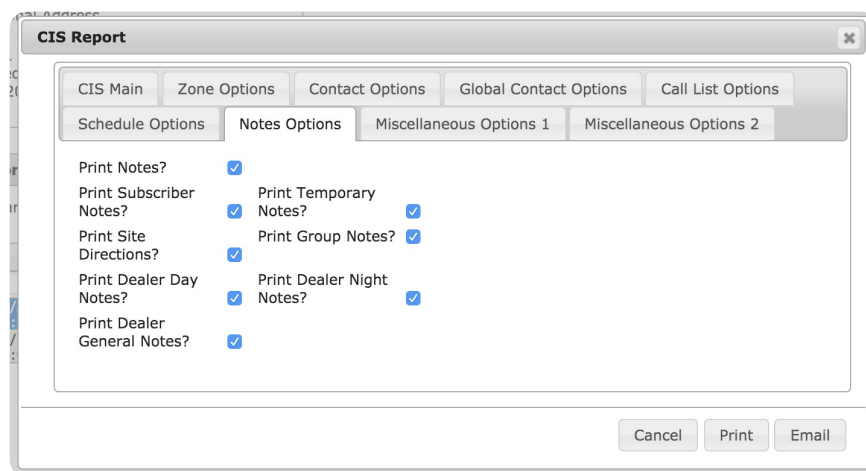 CIS Report
CIS Main Zone Options Contact Options Global Contact Options Call List Options
Schedule Options Notes Options Miscellaneous Options 1 Miscellaneous Options 2
Print Notes?
Print Subscriber Notes?
Print Temporary Notes?
Print Site Directions?
Print Group Notes?
Print Dealer Day Notes?
Print Dealer Night Notes?
Print Dealer General Notes?
Cancel Print Email